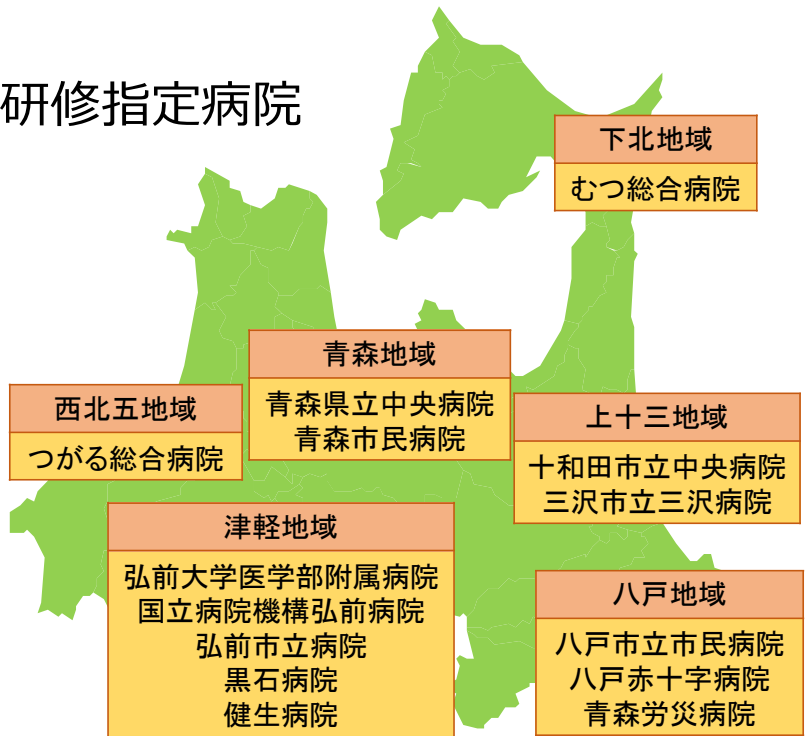 研修指定病院
下北地域
むつ総合病院
青森地域
青森県立中央病院
青森市民病院
西北五地域
つがる総合病院
上十三地域
十和田市立中央病院
三沢市立三沢病院
津軽地域
弘前大学医学部附属病院
国立病院機構弘前病院
弘前市立病院
黒石病院
健生病院
八戸地域
八戸市立市民病院
八戸赤十字病院
青森労災病院